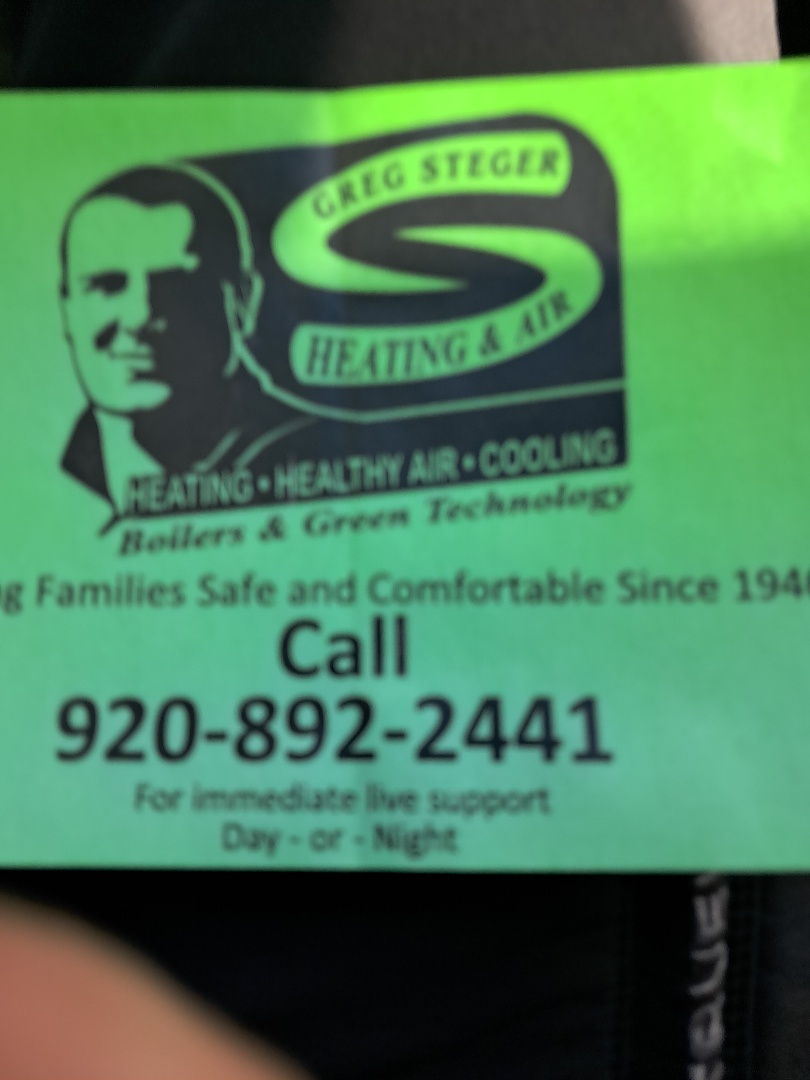 GREG STEGER
HEATING & AIR
HEATING • HEALTHY AIR • COOLING
Boilers & Green Technology
Families Safe and Comfortable Since
Call
920-892-2441
For immediate live support
Day - or - Night